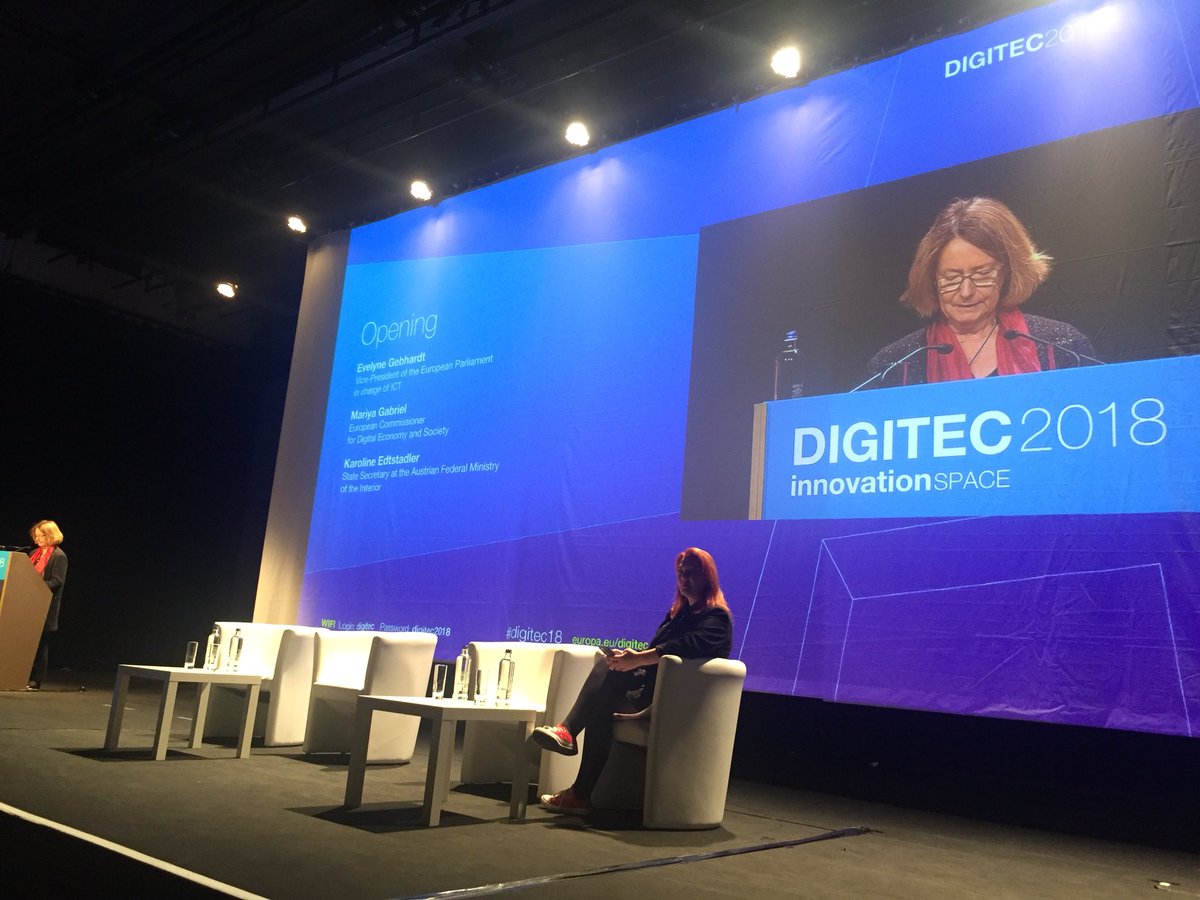 DIGITEC2018
Opening
Evelyne Gebhardt
Vice-President of the European Parliament
in charge of ICT
Mariya Gabriel
European Commissioner
for Digital Economy and Society
Karoline Edtstadler
State Secretary at the Austrian Federal Ministry
of the Interior
DIGITEC2018
innovationSPACE
8
WIFI Login: digitec Password: digitec2018
#digitec18
europa.eu/digitec